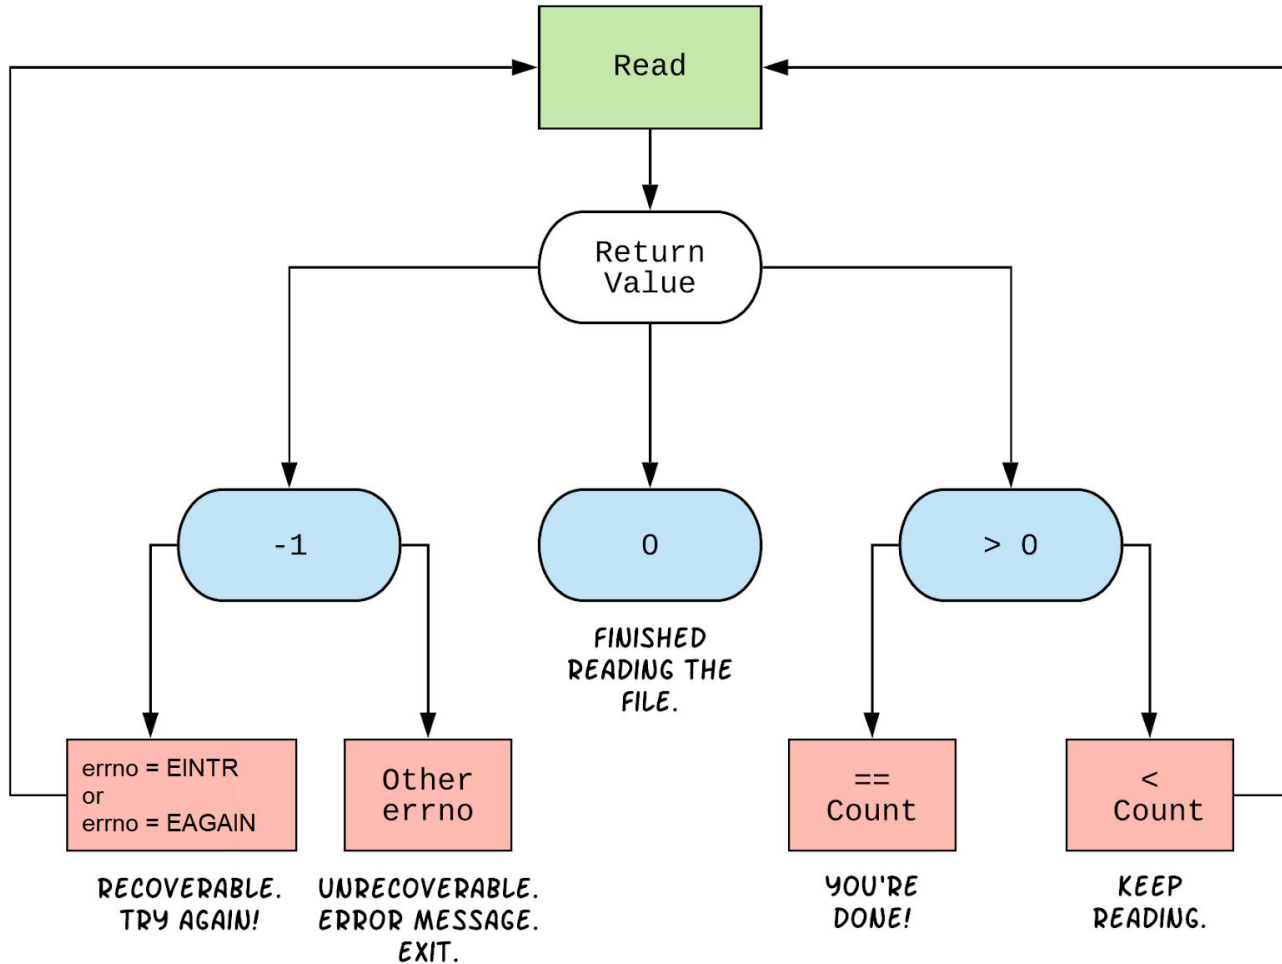 Read
Return
Value
-1
0
> 0
FINISHED
READING THE
FILE.
errno = EINTR
or
errno = EAGAIN
Other
errno
==
Count
<
Count
RECOVERABLE.
TRY AGAIN!
UNRECOVERABLE.
ERROR MESSAGE.
EXIT.
YOU'RE
DONE!
KEEP
READING.